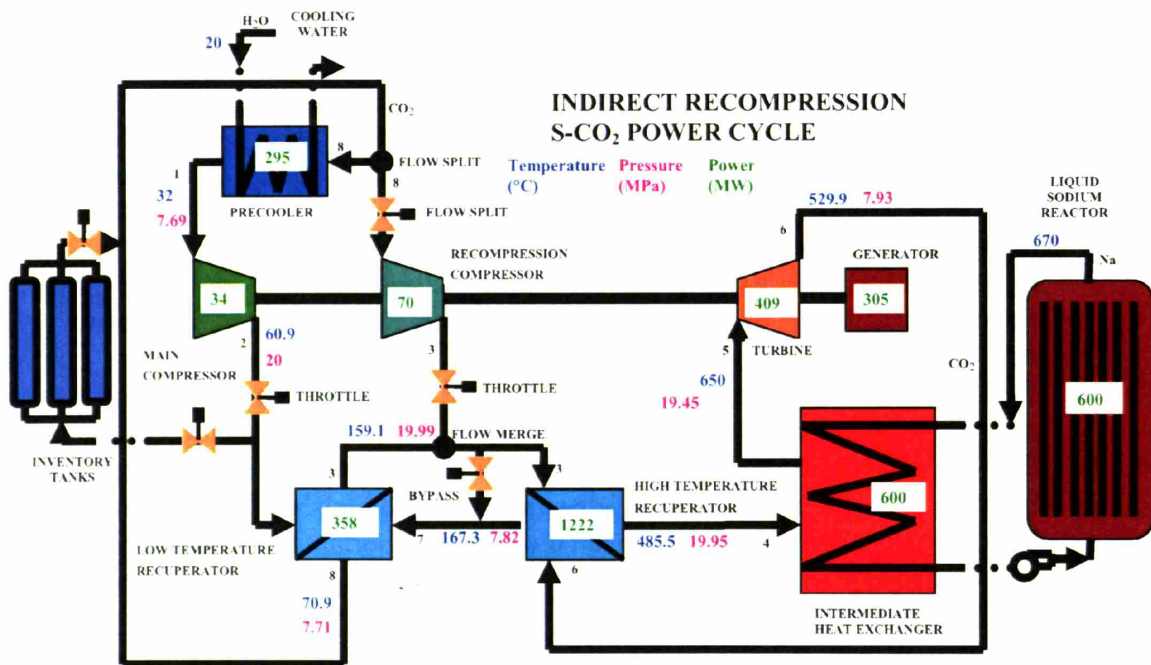 H2O
COOLING
WATER
20
CO2
INDIRECT RECOMPRESSION
S-CO2 POWER CYCLE
Temperature
(°C)
Pressure
(MPa)
Power
(MW)
295
8
FLOW SPLIT
8
FLOW SPLIT
PRECOOLER
1
32
7.69
529.9 7.93
6
LIQUID
SODIUM
REACTOR
670
Na
RECOMPRESSION
COMPRESSOR
GENERATOR
34
70
409
305
2
60.9
20
3
5
TURBINE
MAIN
COMPRESSOR
THROTTLE
THROTTLE
650
19.45
CO2
600
159.1 19.99
FLOW MERGE
INVENTORY
TANKS
3
BYPASS
3
HIGH TEMPERATURE
RECUPERATOR
358
1222
600
7
167.3 7.82
485.5 19.95
4
LOW TEMPERATURE
RECUPERATOR
8
6
70.9
7.71
INTERMEDIATE
HEAT EXCHANGER